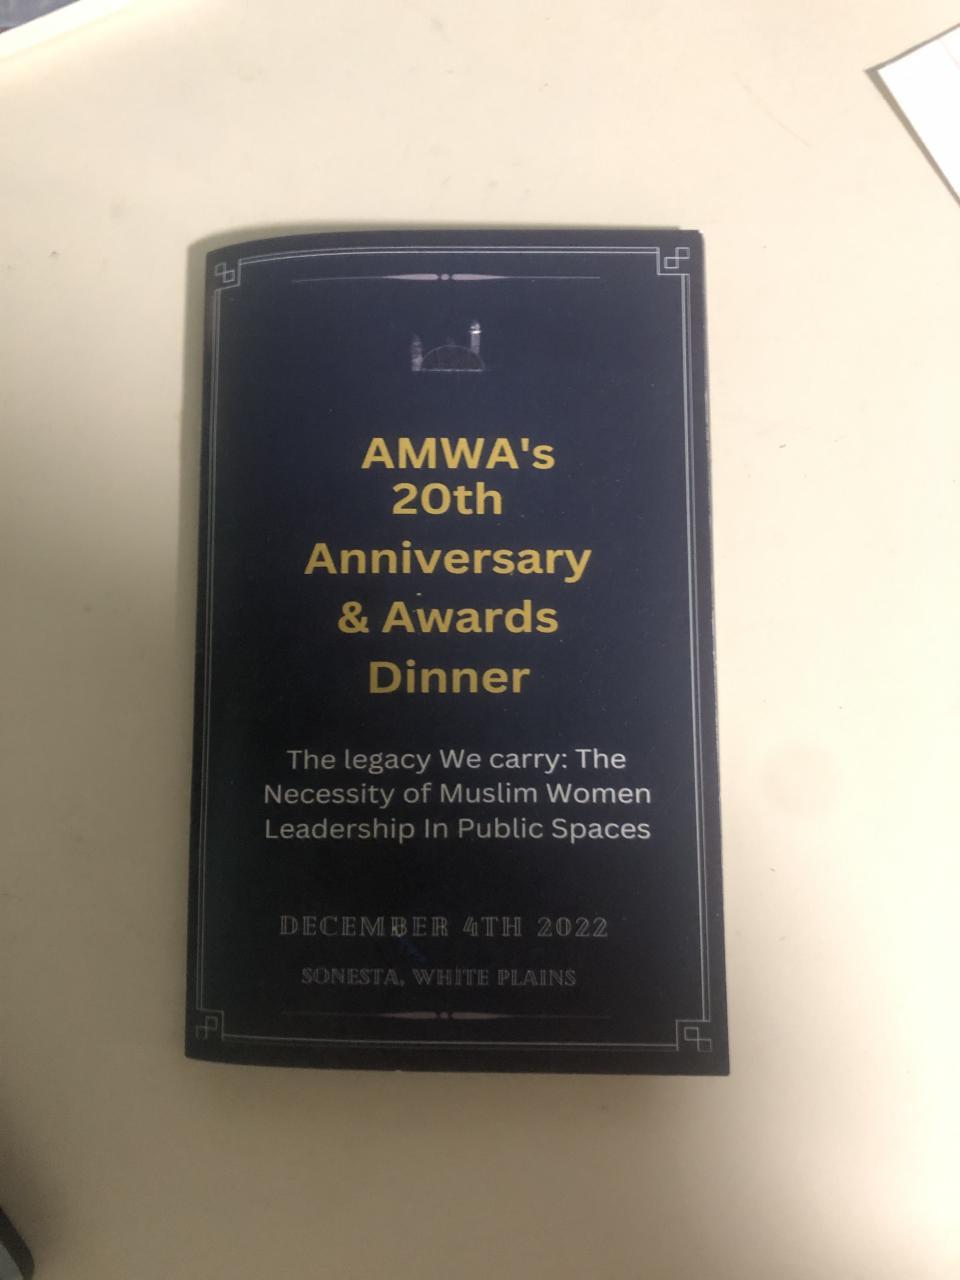 AMWA's
20th
Anniversary
& Awards
Dinner
The legacy We carry: The
Necessity of Muslim Women
Leadership In Public Spaces
DECEMBER 4TH 2022
SONESTA, WHITE PLAINS